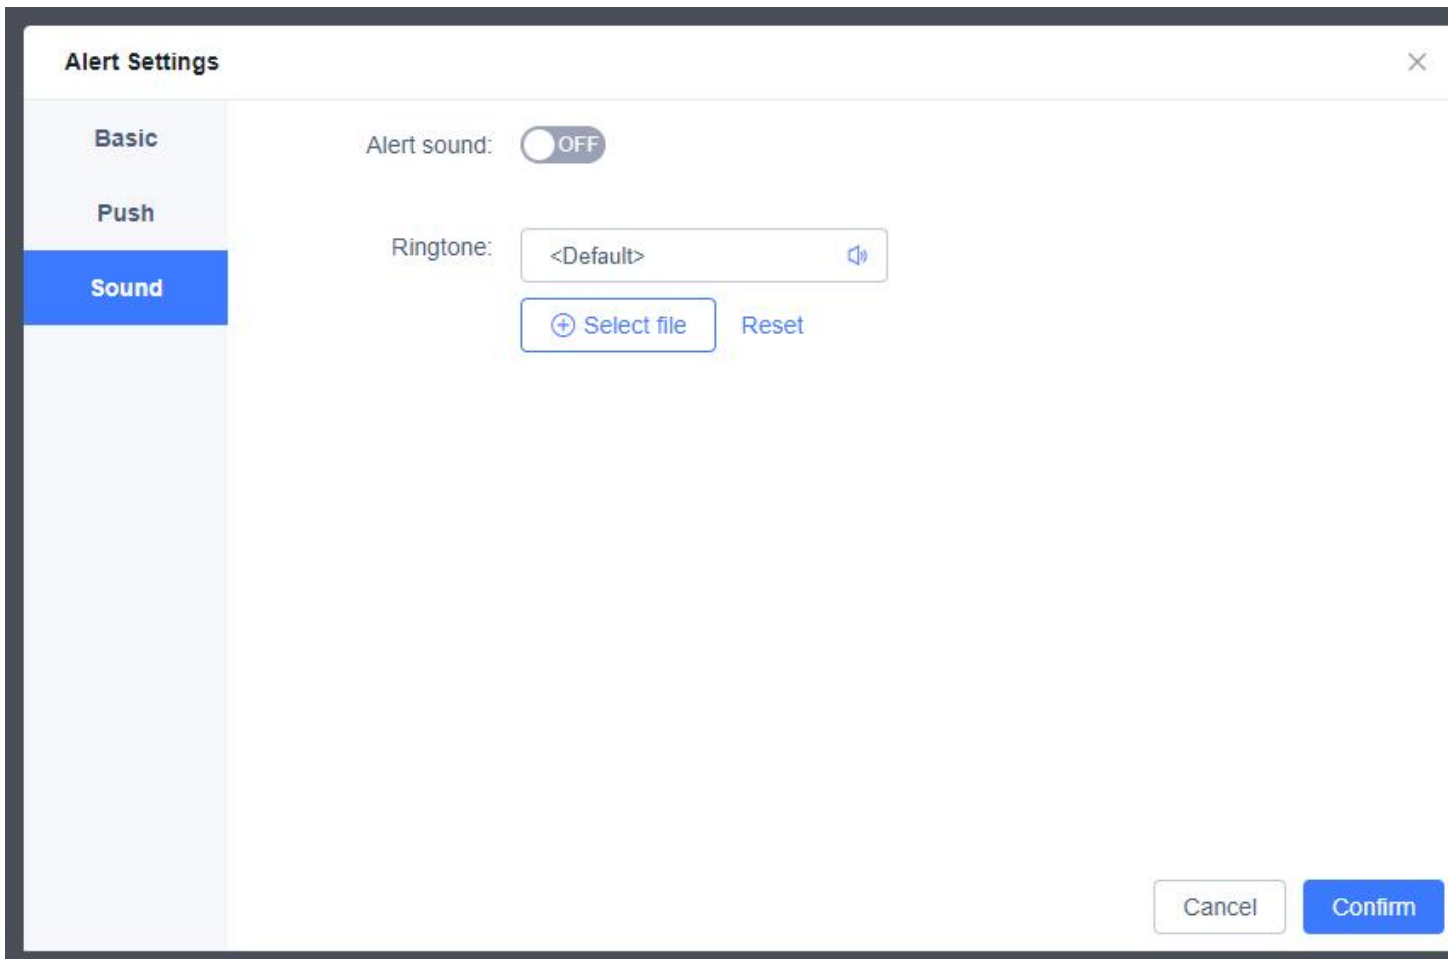 Alert Settings
Basic
Push
Sound
Alert sound: OFF
Ringtone: <Default>
Select file Reset
Cancel Confirm